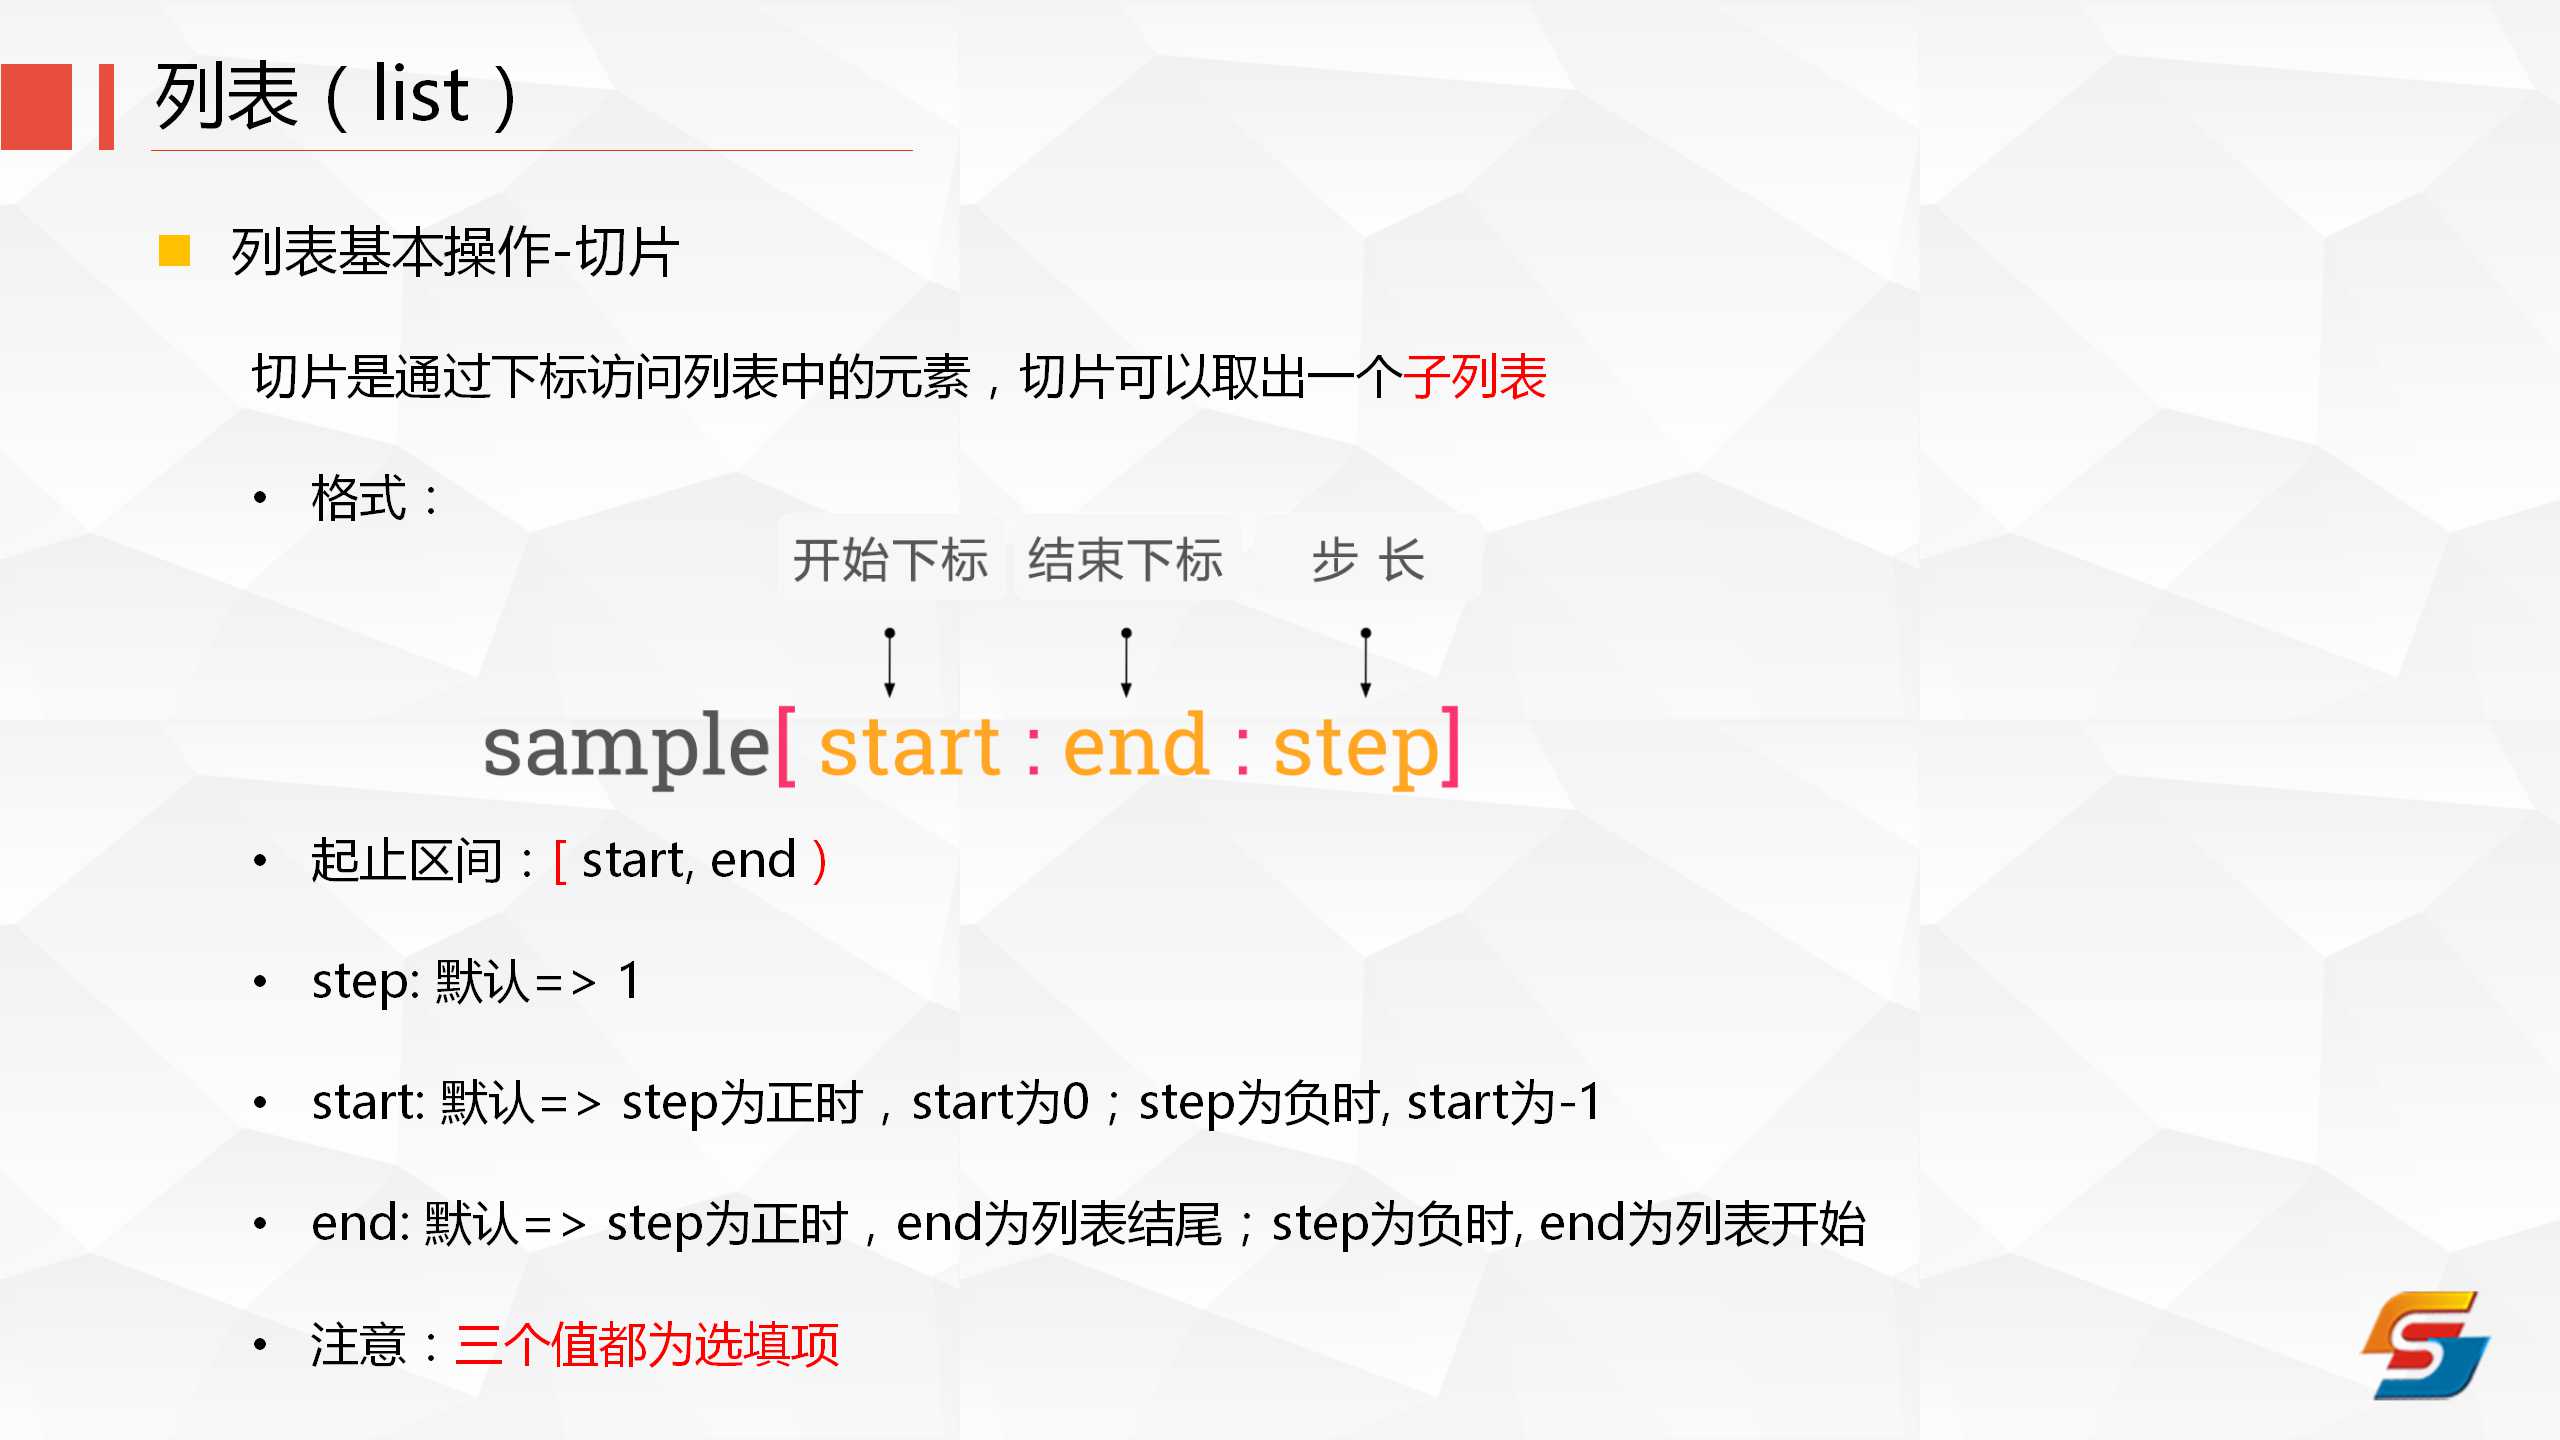 列表（list）
列表基本操作-切片
切片是通过下标访问列表中的元素，切片可以取出一个子列表
• 格式：
开始下标 结束下标 步 长
sample[ start : end : step]
• 起止区间：[ start, end )
• step: 默认=> 1
• start: 默认=> step为正时，start为0；step为负时, start为-1
• end: 默认=> step为正时，end为列表结尾；step为负时, end为列表开始
• 注意：三个值都为选填项